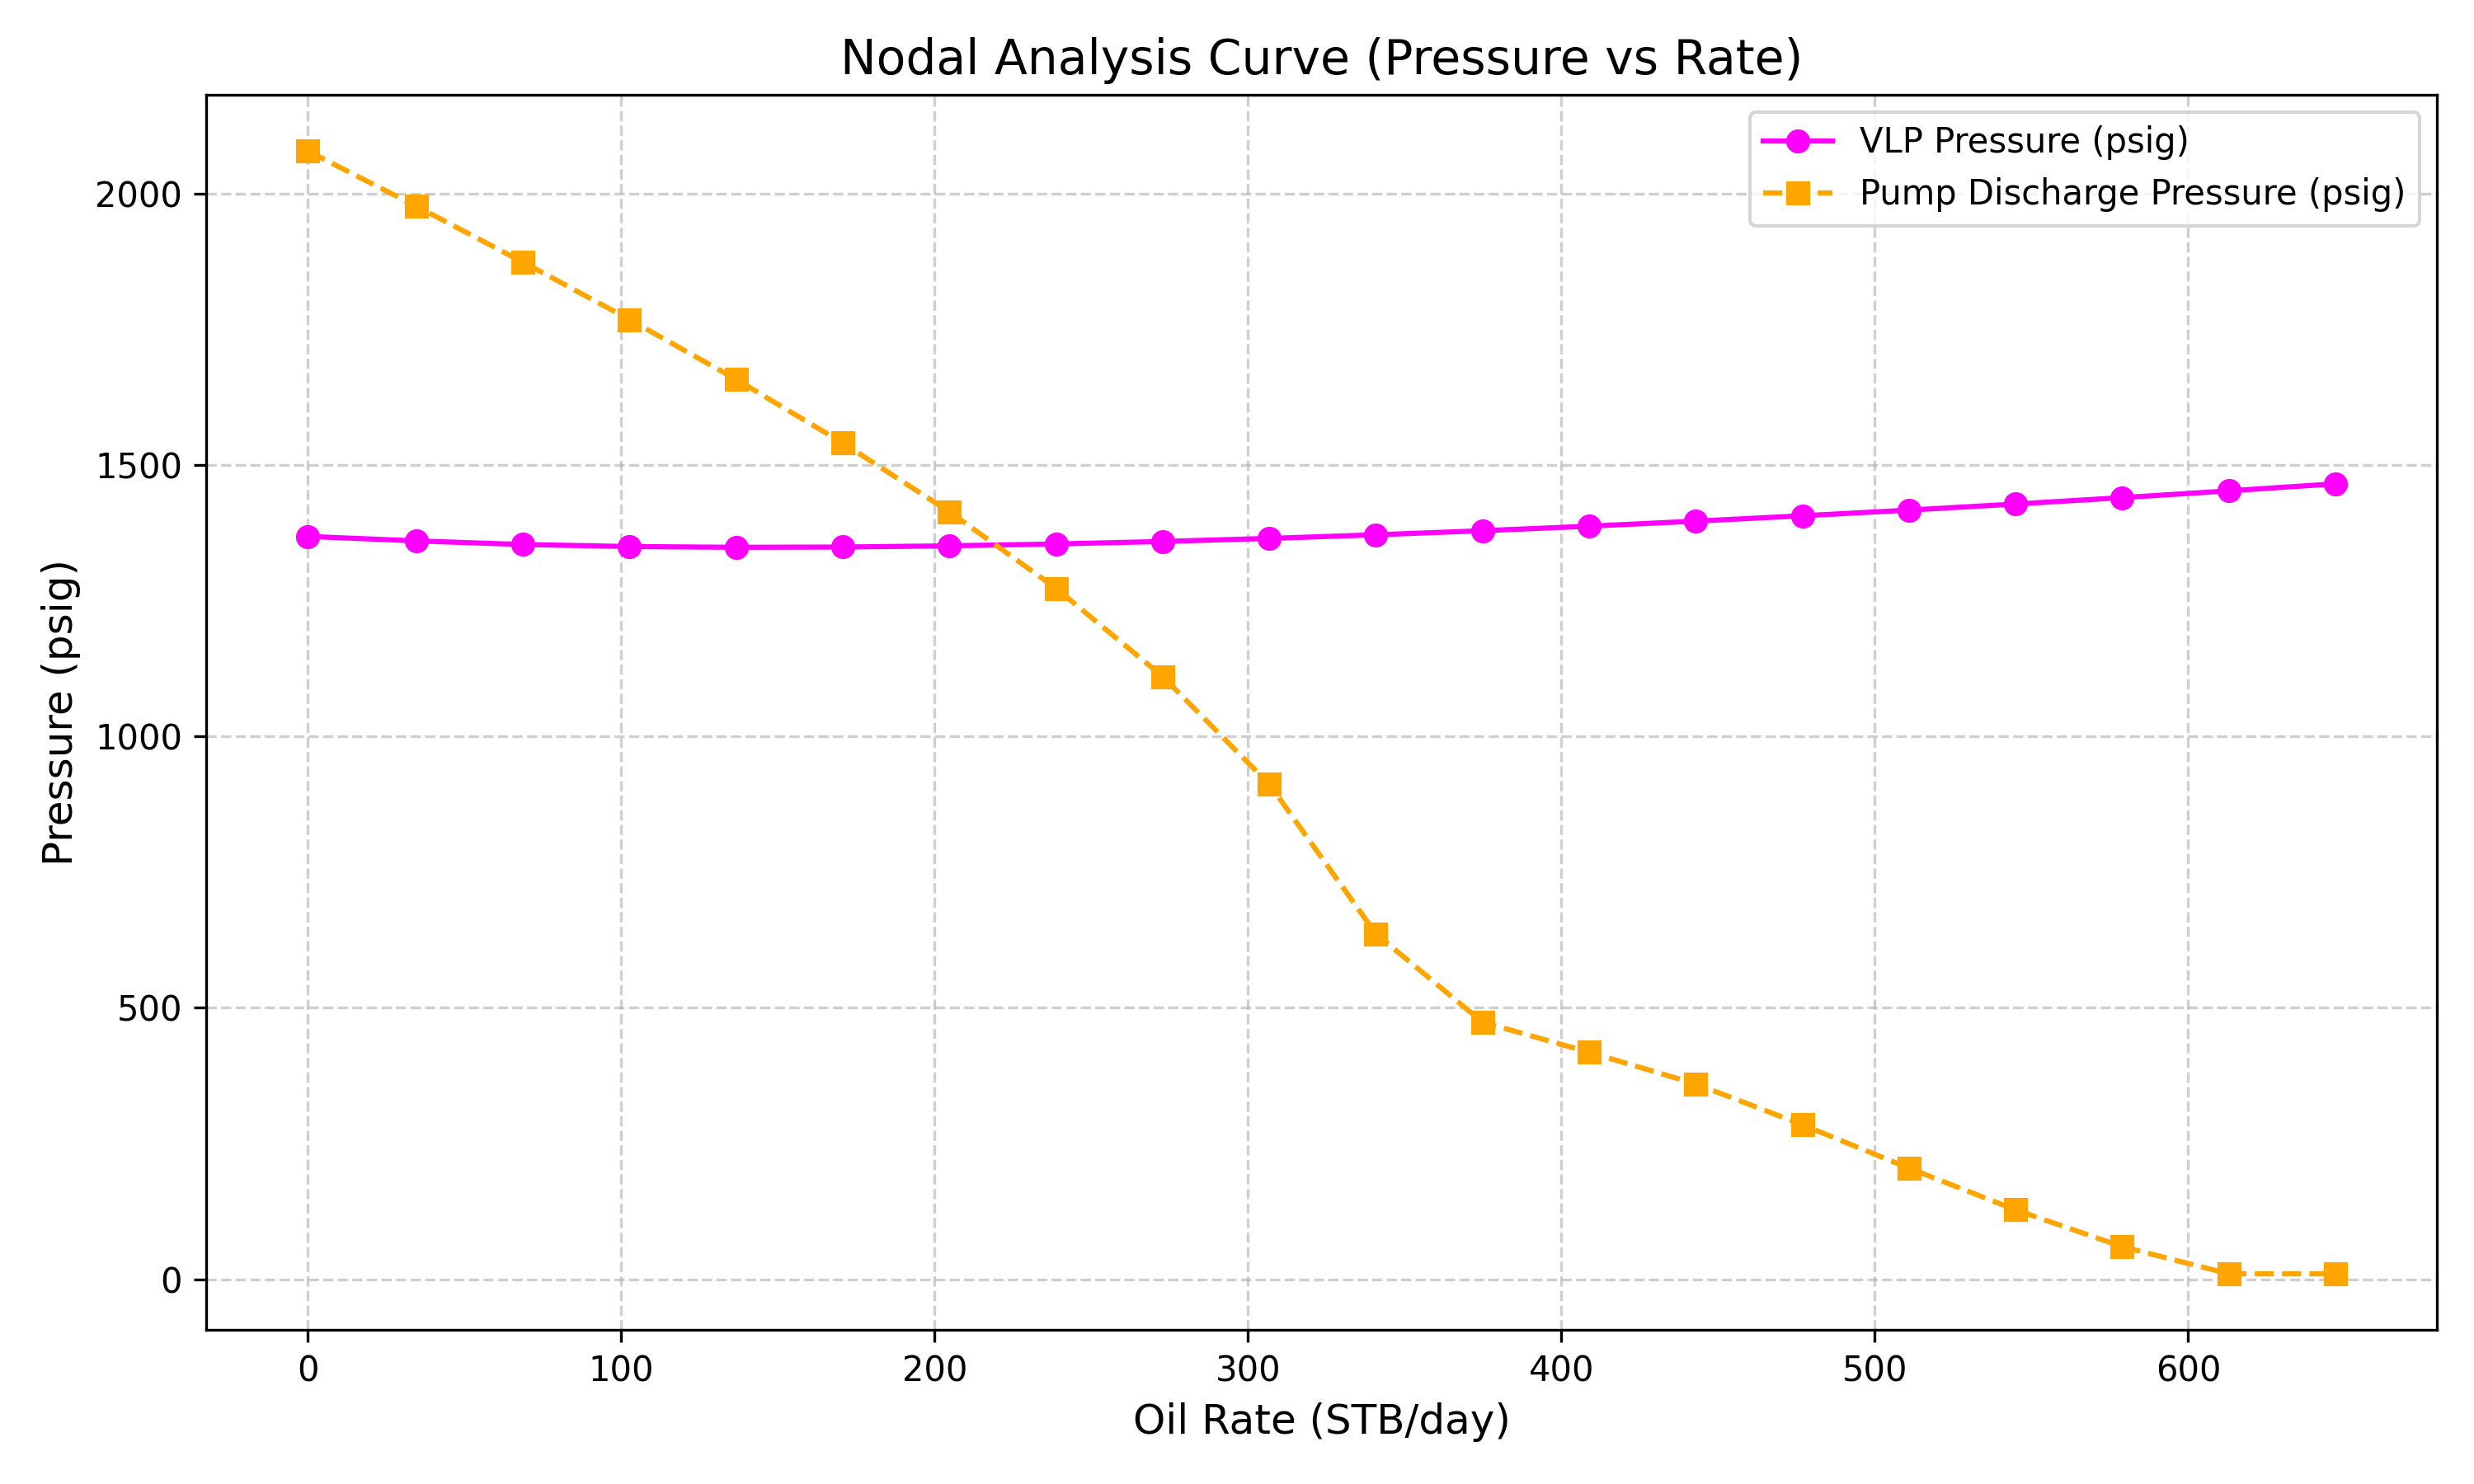 Nodal Analysis Curve (Pressure vs Rate)
VLP Pressure (psig)
Pump Discharge Pressure (psig)
Pressure (psig)
2000
1500
1000
500
0
0 100 200 300 400 500 600
Oil Rate (STB/day)